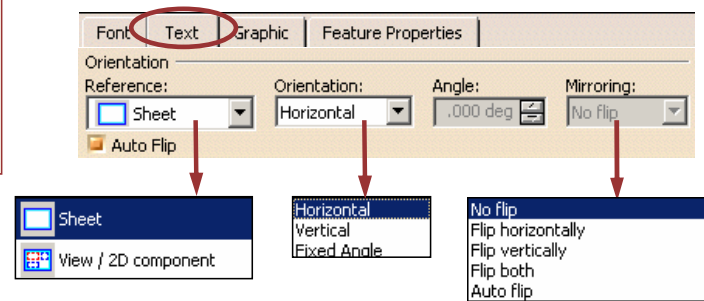 Font Text Graphic Feature Properties
Orientation
Reference: Orientation: Angle: Mirroring:
Sheet Horizontal .000 deg No flip
Auto Flip
Sheet
View / 2D component
Horizontal
Vertical
Fixed Angle
No flip
Flip horizontally
Flip vertically
Flip both
Auto flip